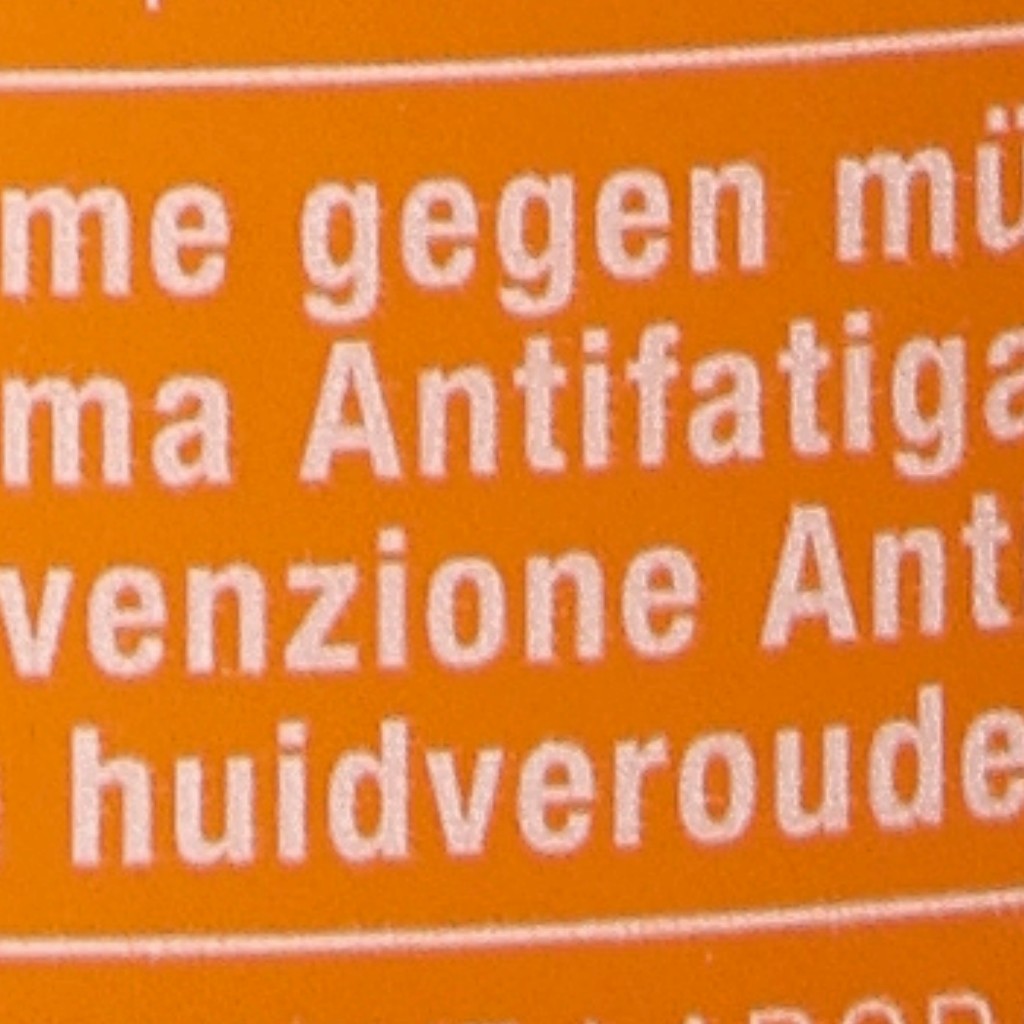 me gegen mü
ma Antifatiga
venzione Ant
huidveroude